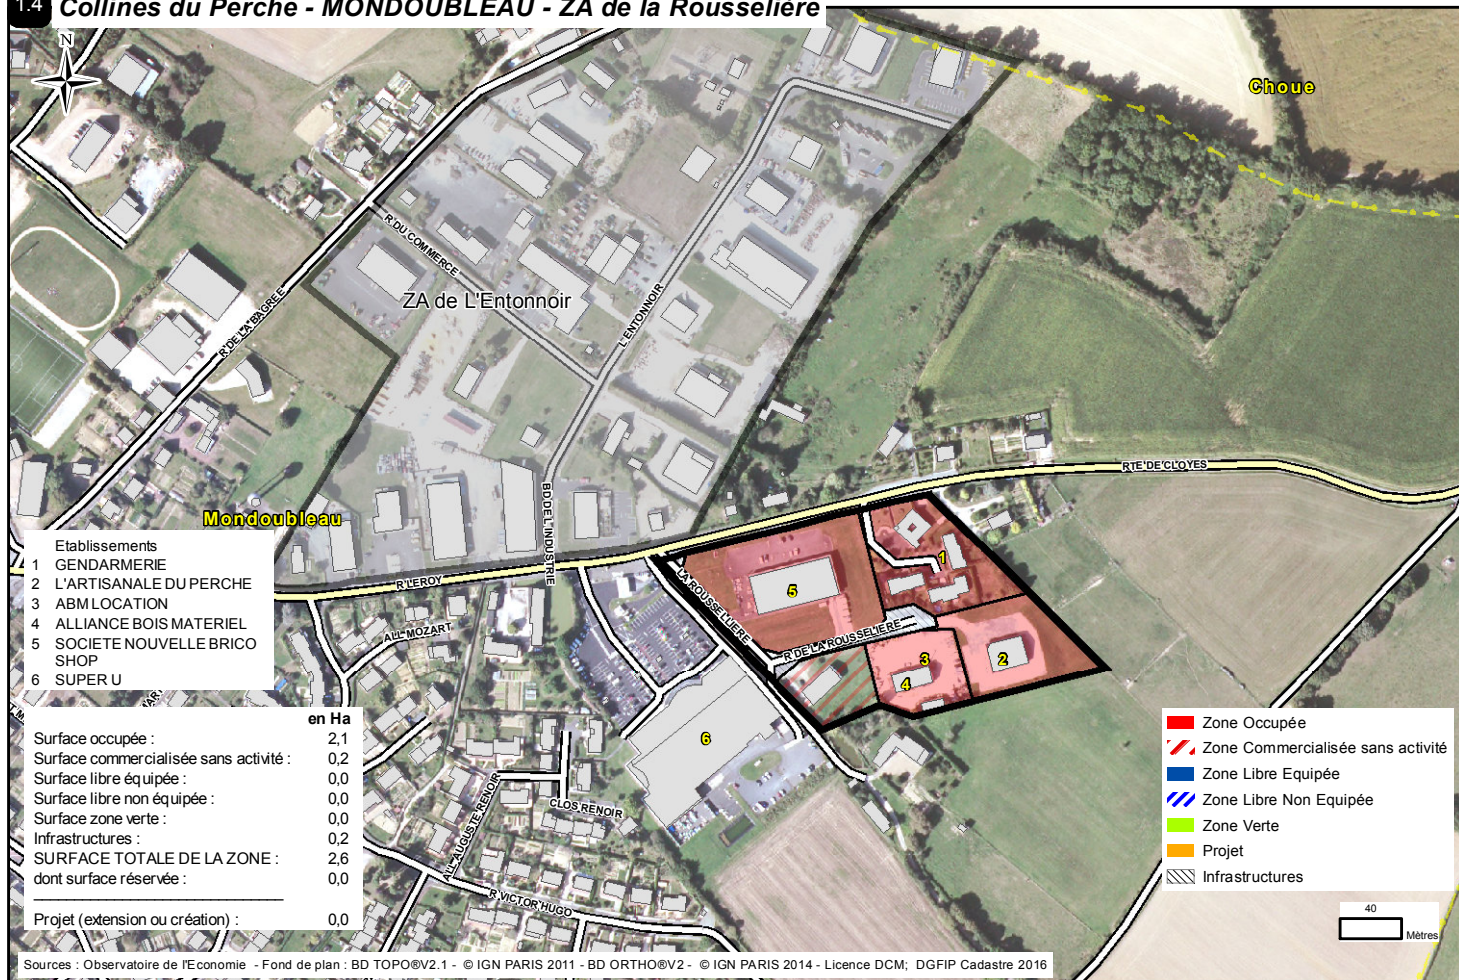 1.4 Collines du Perche - MONDOUBLEAU - ZA de la Rousselière
N
Choue
R DU COMMERCE
ZA de L'Entonnoir
L'ENTONNOIR
R DE LA BAGREE
RTE DE CLOYES
Mondoubleau
BD DE L'INDUSTRIE
R LEROY
ALL MOZART
LA ROUSSELIERE
R DE LA ROUSSELIERE
1
2
3
4
5
6
Etablissements
1 GENDARMERIE
2 L'ARTISANALE DU PERCHE
3 ABM LOCATION
4 ALLIANCE BOIS MATERIEL
5 SOCIETE NOUVELLE BRICO
SHOP
6 SUPER U
en Ha
Surface occupée : 2,1
Surface commercialisée sans activité : 0,2
Surface libre équipée : 0,0
Surface libre non équipée : 0,0
Surface zone verte : 0,0
Infrastructures : 0,2
SURFACE TOTALE DE LA ZONE : 2,6
dont surface réservée : 0,0
Projet (extension ou création) : 0,0
ALL AUGUSTE RENOIR
CLOS RENOIR
R VICTOR HUGO
Zone Occupée
Zone Commercialisée sans activité
Zone Libre Equipée
Zone Libre Non Equipée
Zone Verte
Projet
Infrastructures
40
Mètres
Sources : Observatoire de l'Economie - Fond de plan : BD TOPO®V2.1 - © IGN PARIS 2011 - BD ORTHO®V2 - © IGN PARIS 2014 - Licence DCM; DGFIP Cadastre 2016